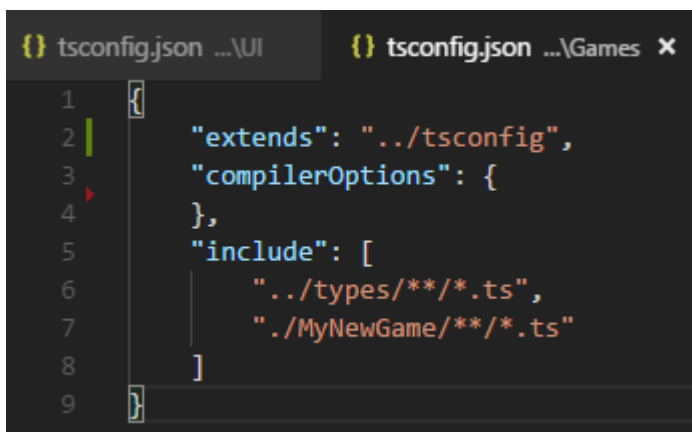 {} tsconfig.json ...\UI {} tsconfig.json ...\Games ×
1 {
2 "extends": "../tsconfig",
3 "compilerOptions": {
4 },
5 "include": [
6 "../types/**/*.ts",
7 "./MyNewGame/**/*.ts"
8 ]
9 }